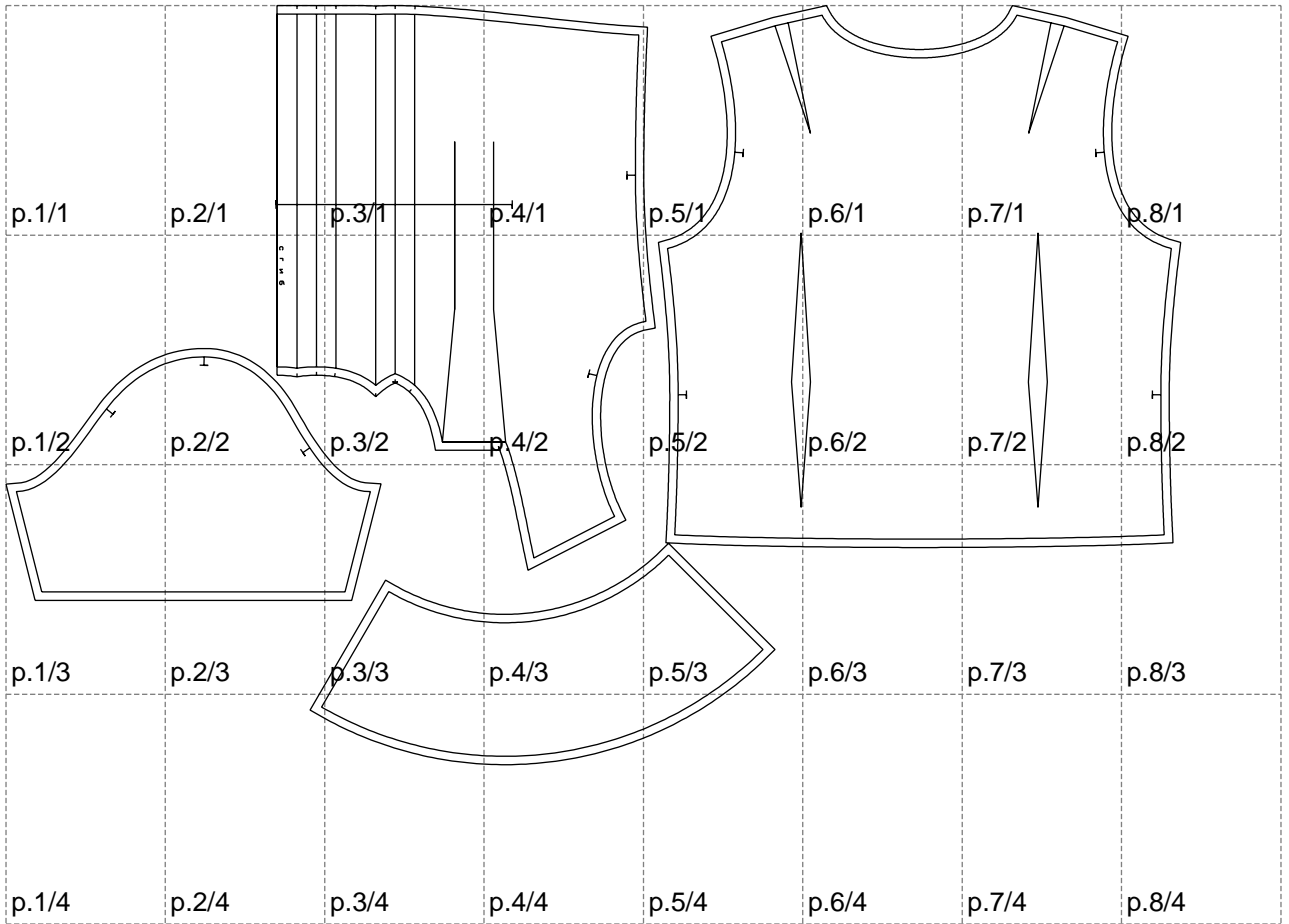 p.1/1 p.2/1 p.3/1 p.4/1 p.5/1 p.6/1 p.7/1 p.8/1
сгиб
p.1/2 p.2/2 p.3/2 p.4/2 p.5/2 p.6/2 p.7/2 p.8/2
p.1/3 p.2/3 p.3/3 p.4/3 p.5/3 p.6/3 p.7/3 p.8/3
p.1/4 p.2/4 p.3/4 p.4/4 p.5/4 p.6/4 p.7/4 p.8/4